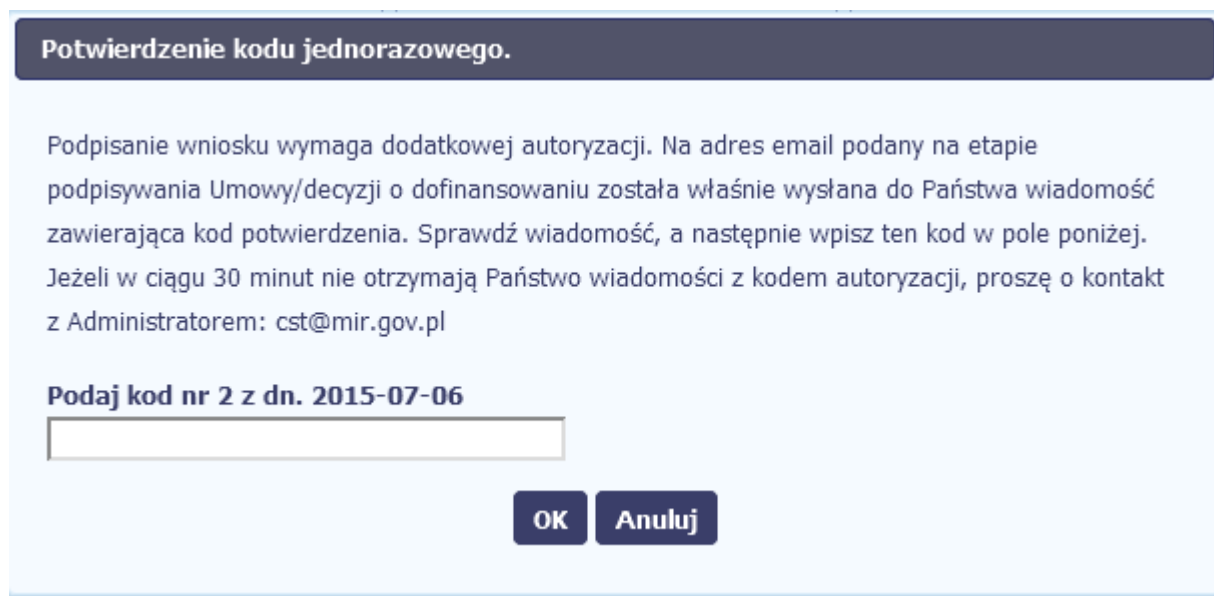 Potwierdzenie kodu jednorazowego.
Podpisanie wniosku wymaga dodatkowej autoryzacji. Na adres email podany na etapie
podpisywania Umowy/decyzji o dofinansowaniu została właśnie wysłana do Państwa wiadomość
zawierająca kod potwierdzenia. Sprawdź wiadomość, a następnie wpisz ten kod w pole poniżej.
Jeżeli w ciągu 30 minut nie otrzymają Państwo wiadomości z kodem autoryzacji, proszę o kontakt
z Administratorem: cst@mir.gov.pl
Podaj kod nr 2 z dn. 2015-07-06
OK Anuluj